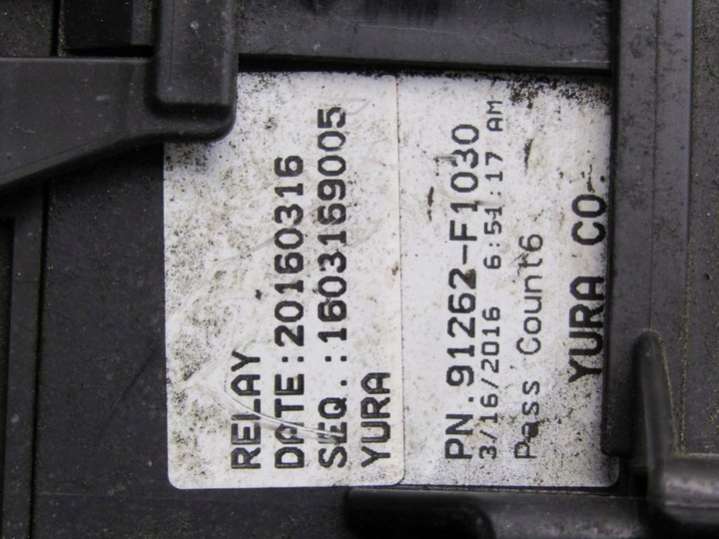 RELAY
DATE:20160316
SEQ.:1603169005
YURA
PN.91262-F1030
3/16/2016 6:51:17 AM
Pass Count6
YURA CO.